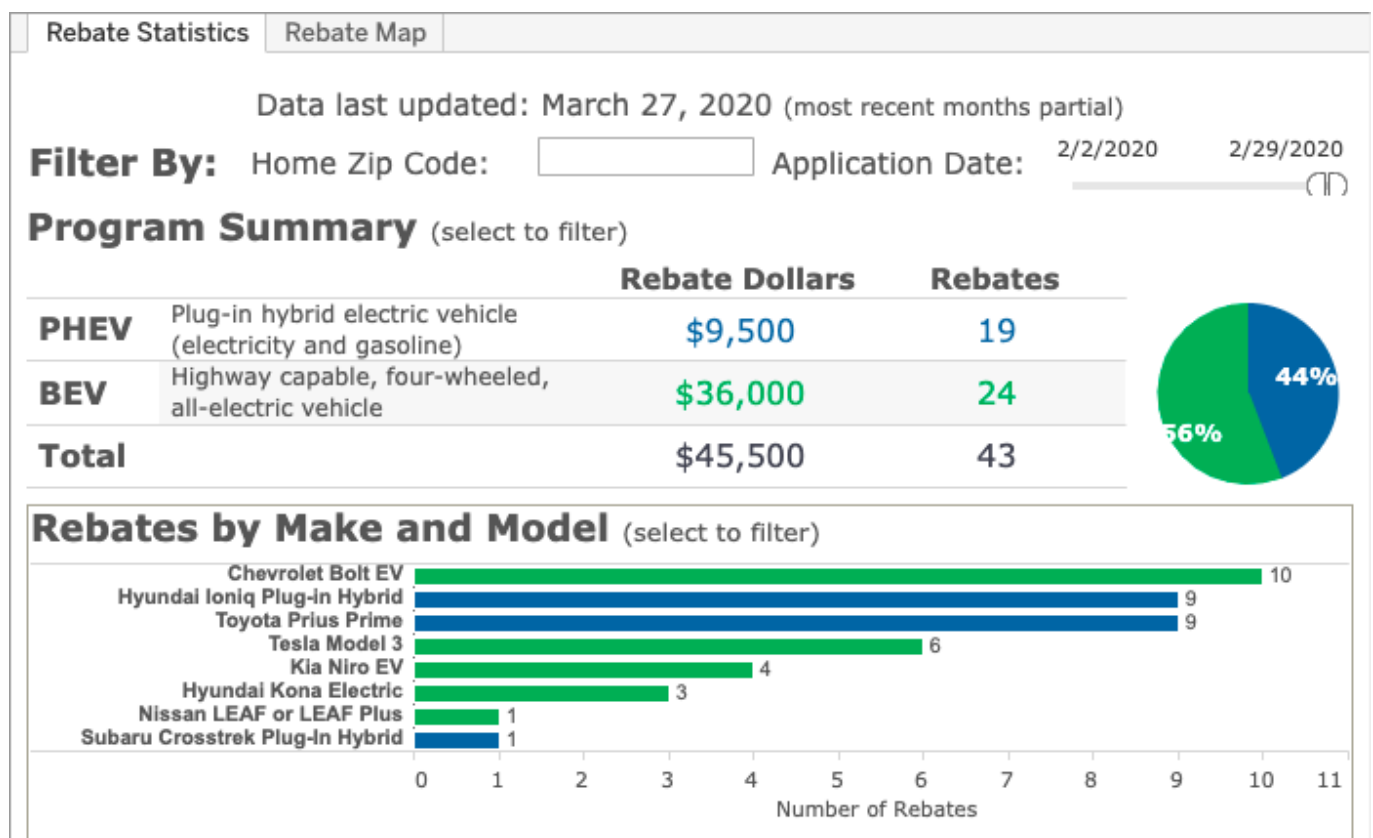 Rebate Statistics Rebate Map
Data last updated: March 27, 2020 (most recent months partial)
Filter By: Home Zip Code: Application Date: 2/2/2020 2/29/2020
Program Summary (select to filter)
Rebate Dollars Rebates
PHEV Plug-in hybrid electric vehicle
(electricity and gasoline) $9,500 19
BEV Highway capable, four-wheeled,
all-electric vehicle $36,000 24
Total $45,500 43
44%
56%
Rebates by Make and Model (select to filter)
Chevrolet Bolt EV 10
Hyundai Ioniq Plug-in Hybrid 9
Toyota Prius Prime 9
Tesla Model 3 6
Kia Niro EV 4
Hyundai Kona Electric 3
Nissan LEAF or LEAF Plus 1
Subaru Crosstrek Plug-In Hybrid 1
0 1 2 3 4 5 6 7 8 9 10 11
Number of Rebates